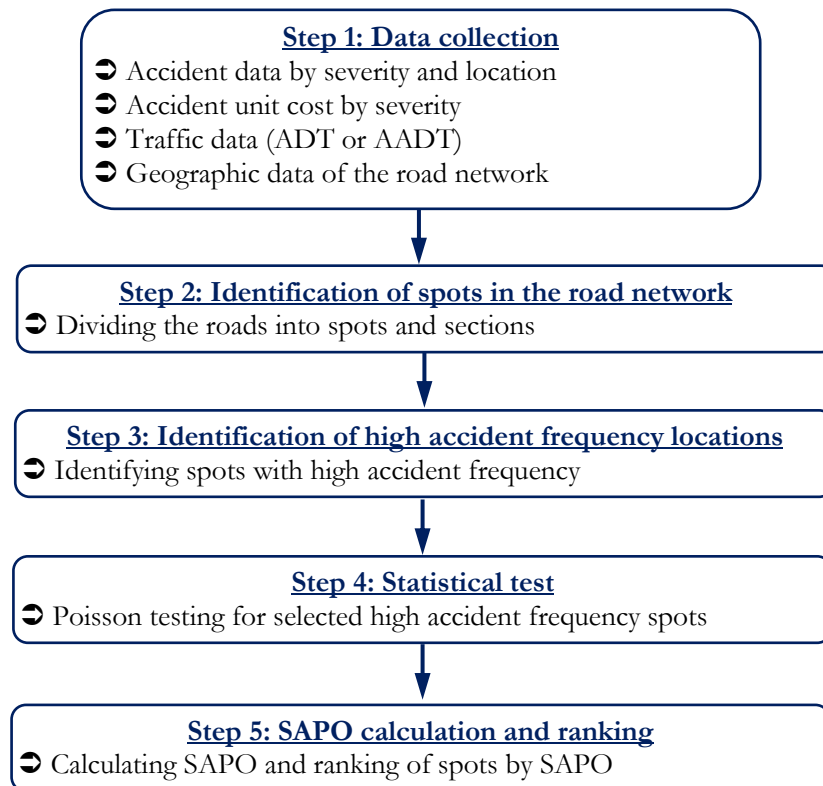 Step 1: Data collection
➲ Accident data by severity and location
➲ Accident unit cost by severity
➲ Traffic data (ADT or AADT)
➲ Geographic data of the road network
Step 2: Identification of spots in the road network
➲ Dividing the roads into spots and sections
Step 3: Identification of high accident frequency locations
➲ Identifying spots with high accident frequency
Step 4: Statistical test
➲ Poisson testing for selected high accident frequency spots
Step 5: SAPO calculation and ranking
➲ Calculating SAPO and ranking of spots by SAPO